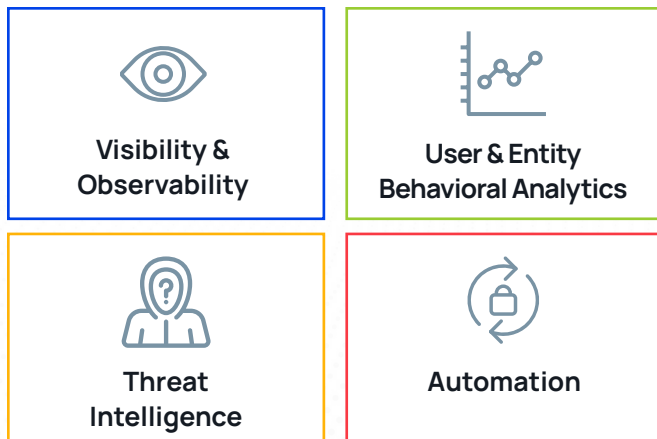 Visibility &
Observability
User & Entity
Behavioral Analytics
?
Threat
Intelligence
Automation